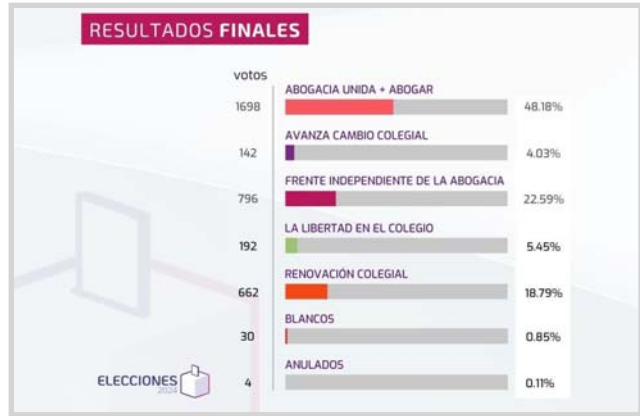 RESULTADOS FINALES
votos
ABOGACIA UNIDA + ABOGAR
1698 48.18%
AVANZA CAMBIO COLEGIAL
142 4.03%
FRENTE INDEPENDIENTE DE LA ABOGACIA
796 22.59%
LA LIBERTAD EN EL COLEGIO
192 5.45%
RENOVACIÓN COLEGIAL
662 18.79%
BLANCOS
30 0.85%
ANULADOS
4 0.11%
ELECCIONES
2024